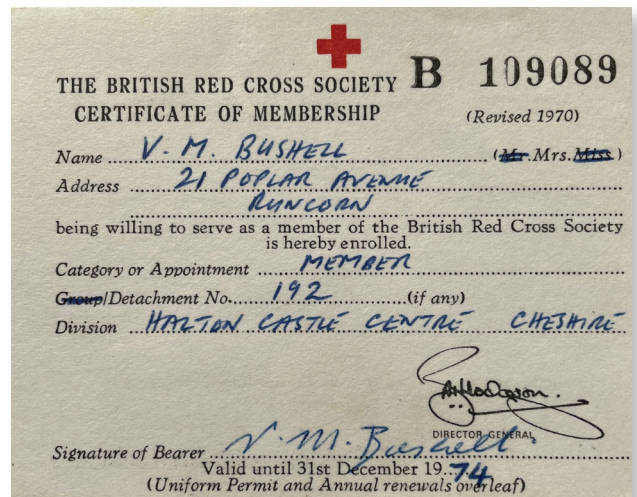 THE BRITISH RED CROSS SOCIETY B 109089
CERTIFICATE OF MEMBERSHIP (Revised 1970)
Name V. M. BUSHELL (Mr. Mrs. Miss)
Address 21 POPLAR AVENUE
RUNCORN
being willing to serve as a member of the British Red Cross Society
is hereby enrolled.
Category or Appointment MEMBER
Group/Detachment No. 192 (if any)
Division HALTON CASTLE CENTRE CHESHIRE
DIRECTOR GENERAL
Signature of Bearer V. M. Bushell
Valid until 31st December 19 74
(Uniform Permit and Annual renewals overleaf)